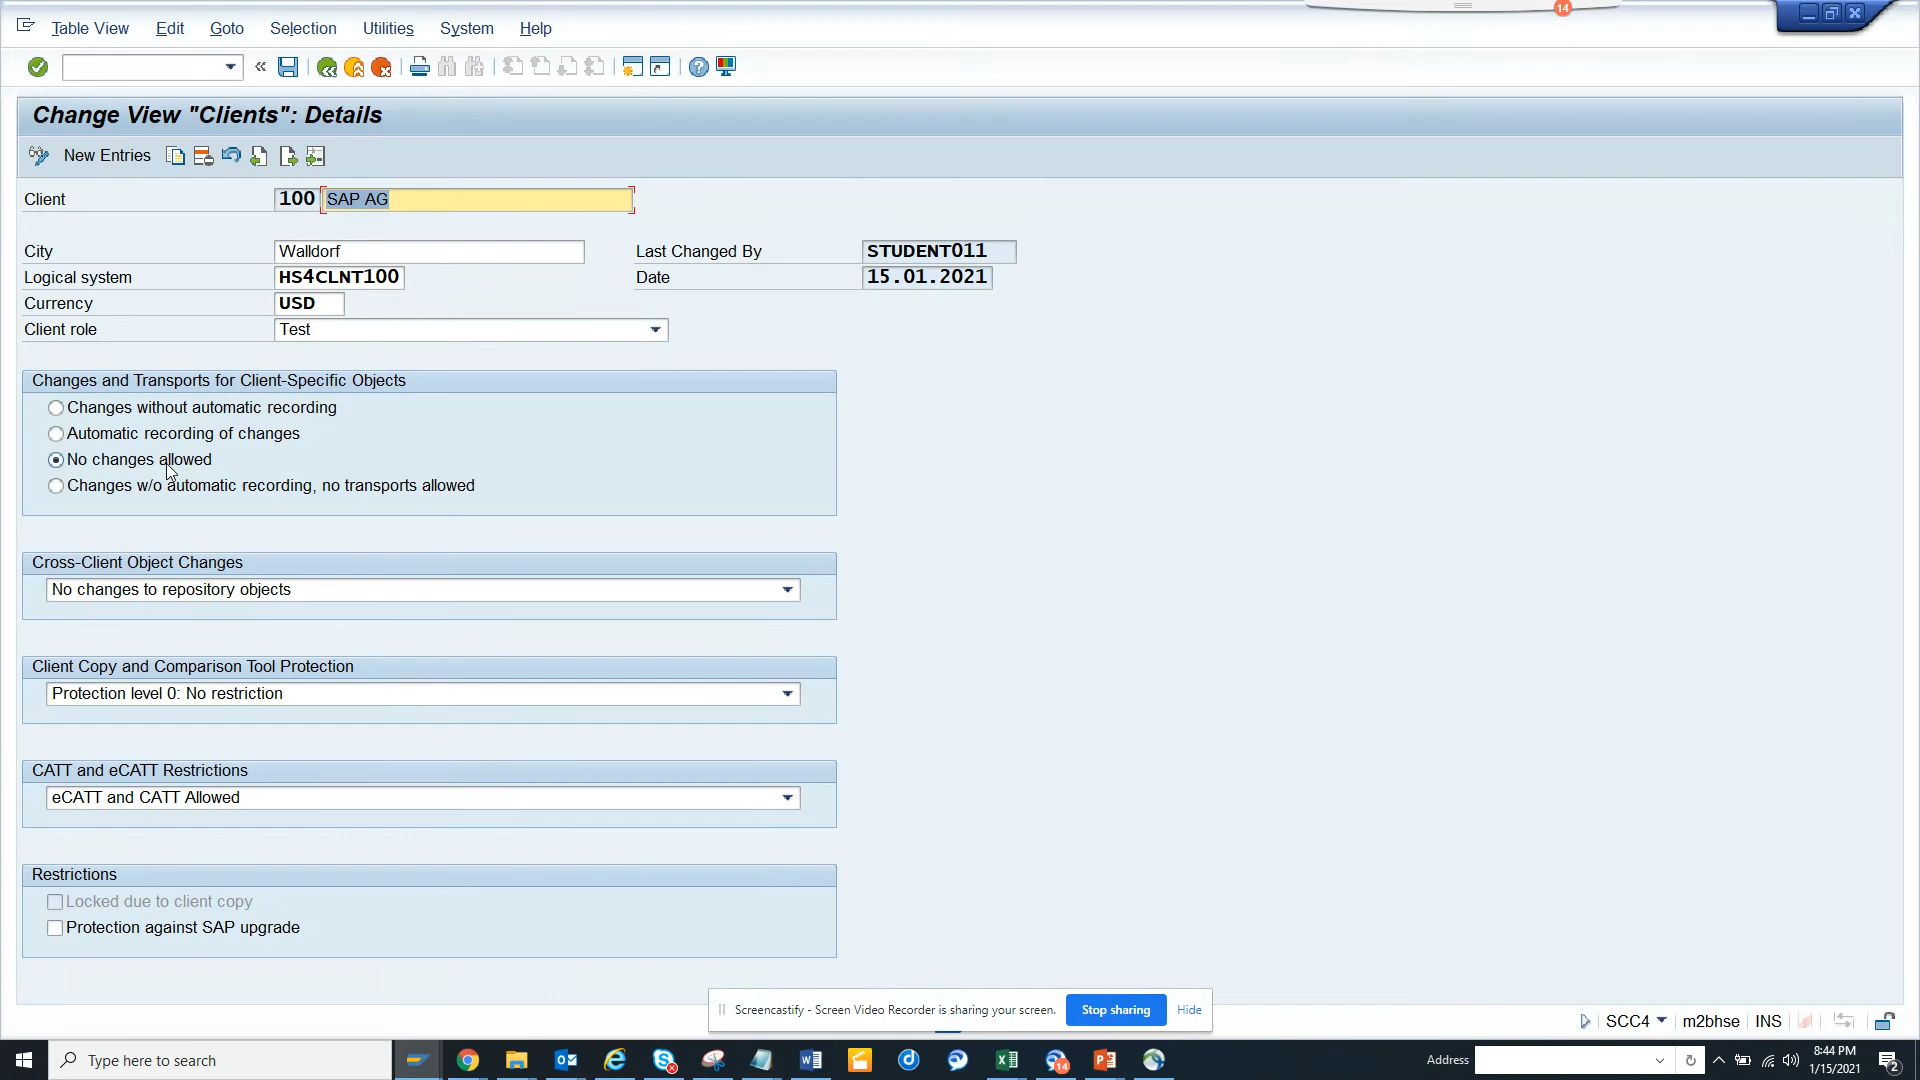 14
Table View Edit Goto Selection Utilities System Help
Change View "Clients": Details
New Entries
Client 100 SAP AG
City Walldorf Last Changed By STUDENT011
Logical system HS4CLNT100 Date 15.01.2021
Currency USD
Client role Test
Changes and Transports for Client-Specific Objects
Changes without automatic recording
Automatic recording of changes
No changes allowed
Changes w/o automatic recording, no transports allowed
Cross-Client Object Changes
No changes to repository objects
Client Copy and Comparison Tool Protection
Protection level 0: No restriction
CATT and eCATT Restrictions
eCATT and CATT Allowed
Restrictions
Locked due to client copy
Protection against SAP upgrade
Screencastify - Screen Video Recorder is sharing your screen. Stop sharing Hide
SCC4 m2bhse INS
Type here to search 14 Address 8:44 PM
1/15/2021 2